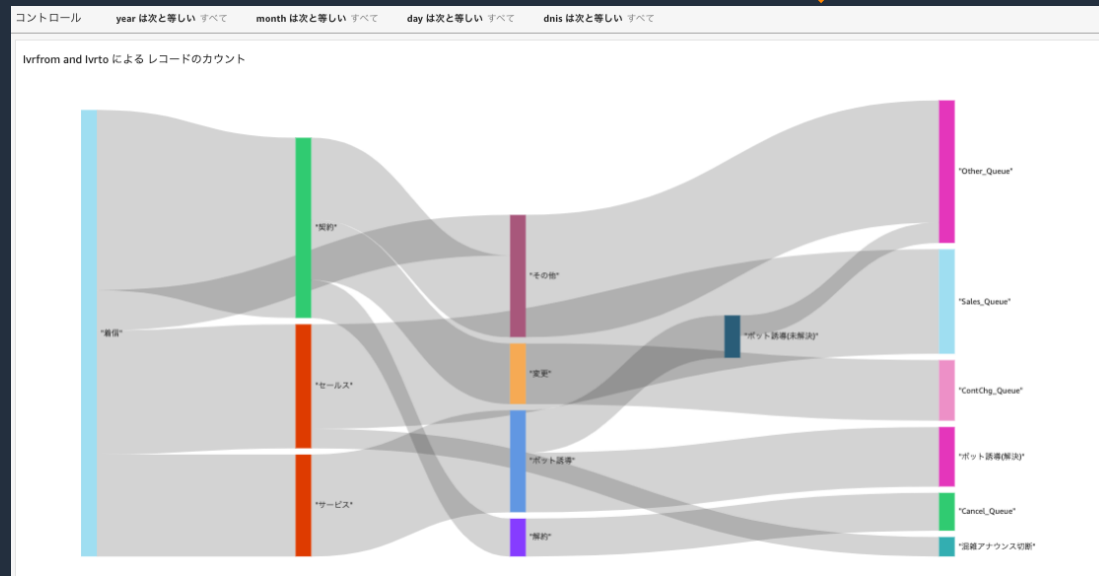 コントロール year は次と等しい すべて month は次と等しい すべて day は次と等しい すべて dnis は次と等しい すべて
Ivrfrom and Ivrto による レコードのカウント
"着信"
"契約"
"セールス"
"サービス"
"その他"
"変更"
"ボット誘導"
"解約"
"ボット誘導(未解決)"
"Other_Queue"
"Sales_Queue"
"ContChg_Queue"
"ボット誘導(解決)"
"Cancel_Queue"
"混雑アナウンス切断"